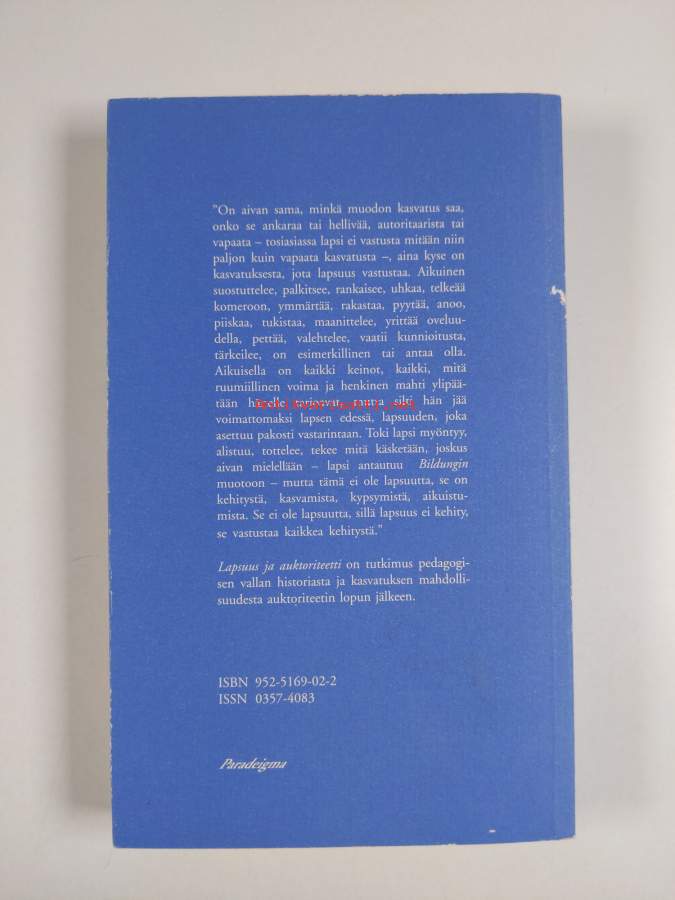 "On aivan sama, minkä muodon kasvatus saa,
onko se ankaraa tai hellivää, autoritaarista tai
vapaata – tosiasiassa lapsi ei vastusta mitään niin
paljon kuin vapaata kasvatusta –, aina kyse on
kasvatuksesta, jota lapsuus vastustaa. Aikuinen
suostuttelee, palkitsee, rankaisee, uhkaa, telkeää
komeroon, ymmärtää, rakastaa, pyytää, anoo,
piiskaa, tukistaa, maanittelee, yrittää oveluu-
della, pettää, valehtelee, vaatii kunnioitusta,
tärkeilee, on esimerkillinen tai antaa olla.
Aikuisella on kaikki keinot, kaikki, mitä
ruumiillinen voima ja henkinen mahti ylipää-
tään hänelle tarjoavat, mutta silti hän jää
voimattomaksi lapsen edessä, lapsuuden, joka
asettuu pakosti vastarintaan. Toki lapsi myöntyy,
alistuu, tottelee, tekee mitä käsketään, joskus
aivan mielellään – lapsi antautuu Bildungin
muotoon – mutta tämä ei ole lapsuutta, se on
kehitystä, kasvamista, kypsymistä, aikuistu-
mista. Se ei ole lapsuutta, sillä lapsuus ei kehity,
se vastustaa kaikkea kehitystä."
Lapsuus ja auktoriteetti on tutkimus pedagogi-
sen vallan historiasta ja kasvatuksen mahdolli-
suudesta auktoriteetin lopun jälkeen.
ISBN 952-5169-02-2
ISSN 0357-4083
Paradeigma